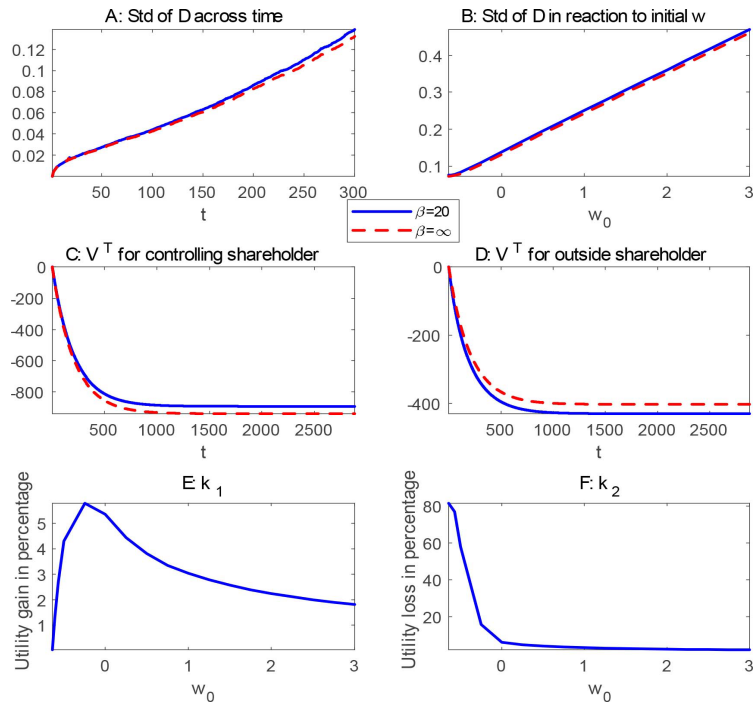 A: Std of D across time
B: Std of D in reaction to initial w
0.12
0.1
0.08
0.06
0.04
0.02
50 100 150 200 250 300
t
0.4
0.3
0.2
0.1
0 1 2 3
w0
β=20
β=∞
C: V T for controlling shareholder
D: V T for outside shareholder
0
-200
-400
-600
-800
500 1000 1500 2000 2500
t
0
-200
-400
500 1000 1500 2000 2500
t
E: k1
F: k2
Utility gain in percentage
5
4
3
2
1
0 1 2 3
w0
Utility loss in percentage
80
60
40
20
0 1 2 3
w0